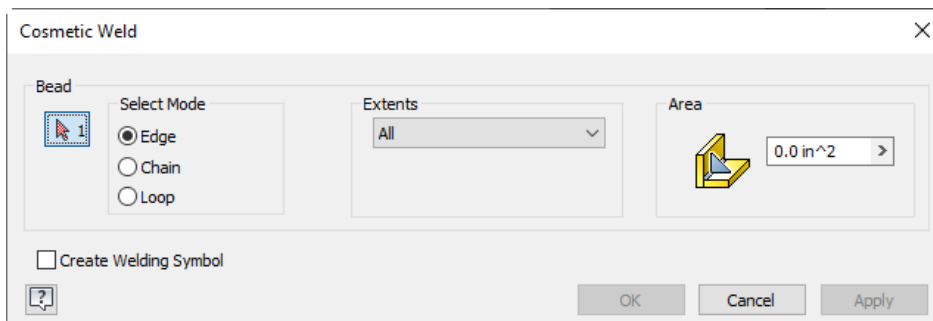 Cosmetic Weld
Bead
Select Mode
1
Edge
Chain
Loop
Extents
All
Area
0.0 in^2 >
Create Welding Symbol
?
OK
Cancel
Apply